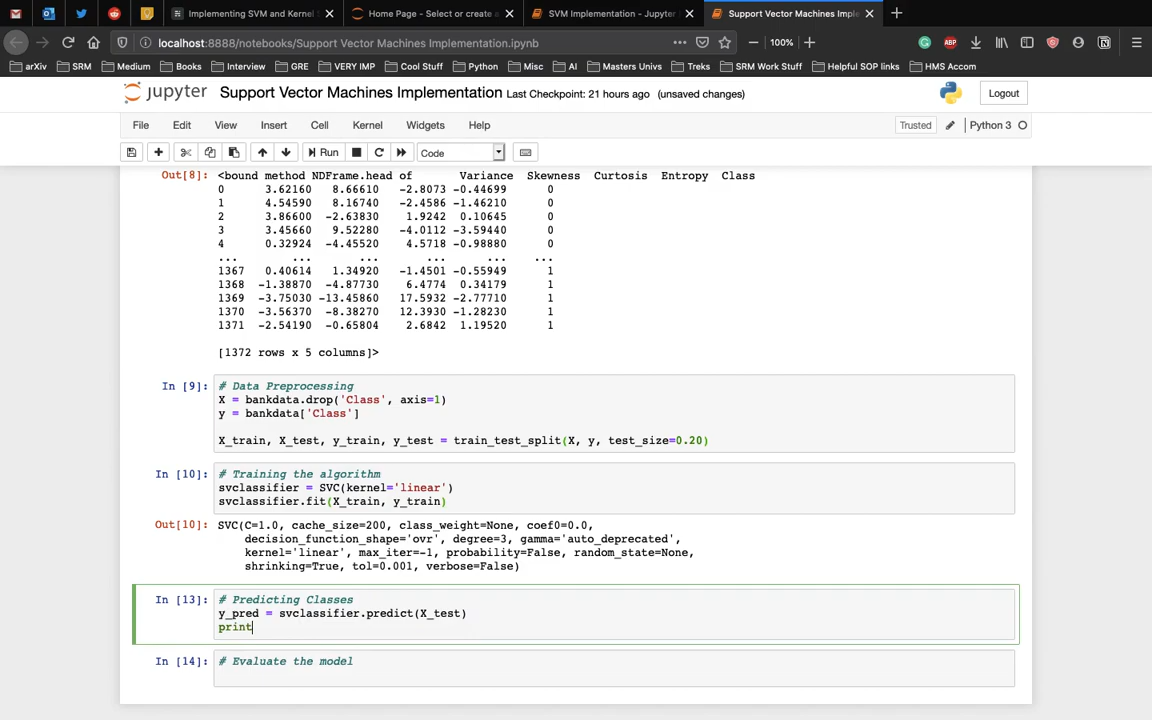 Implementing SVM and Kernel
Home Page - Select or create a
SVM Implementation - Jupyter
Support Vector Machines Imple
localhost:8888/notebooks/Support Vector Machines Implementation.ipynb
100%
arXiv SRM Medium Books Interview GRE VERY IMP Cool Stuff Python Misc AI Masters Univs Treks SRM Work Stuff Helpful SOP links HMS Accom
jupyter Support Vector Machines Implementation Last Checkpoint: 21 hours ago (unsaved changes) Logout
File Edit View Insert Cell Kernel Widgets Help Trusted Python 3
Run Code
Out[8]: <bound method NDFrame.head of       Variance  Skewness  Curtosis  Entropy  Class
0      3.62160   8.66610   -2.8073 -0.44699      0
1      4.54590   8.16740   -2.4586 -1.46210      0
2      3.86600  -2.63830    1.9242  0.10645      0
3      3.45660   9.52280   -4.0112 -3.59440      0
4      0.32924  -4.45520    4.5718 -0.98880      0
...        ...       ...       ...      ...    ...
1367   0.40614   1.34920   -1.4501 -0.55949      1
1368  -1.38870  -4.87730    6.4774  0.34179      1
1369  -3.75030 -13.45860   17.5932 -2.77710      1
1370  -3.56370  -8.38270   12.3930 -1.28230      1
1371  -2.54190  -0.65804    2.6842  1.19520      1
[1372 rows x 5 columns]>
In [9]: # Data Preprocessing
X = bankdata.drop('Class', axis=1)
y = bankdata['Class']
X_train, X_test, y_train, y_test = train_test_split(X, y, test_size=0.20)
In [10]: # Training the algorithm
svclassifier = SVC(kernel='linear')
svclassifier.fit(X_train, y_train)
Out[10]: SVC(C=1.0, cache_size=200, class_weight=None, coef0=0.0,
decision_function_shape='ovr', degree=3, gamma='auto_deprecated',
kernel='linear', max_iter=-1, probability=False, random_state=None,
shrinking=True, tol=0.001, verbose=False)
In [13]: # Predicting Classes
y_pred = svclassifier.predict(X_test)
print
In [14]: # Evaluate the model